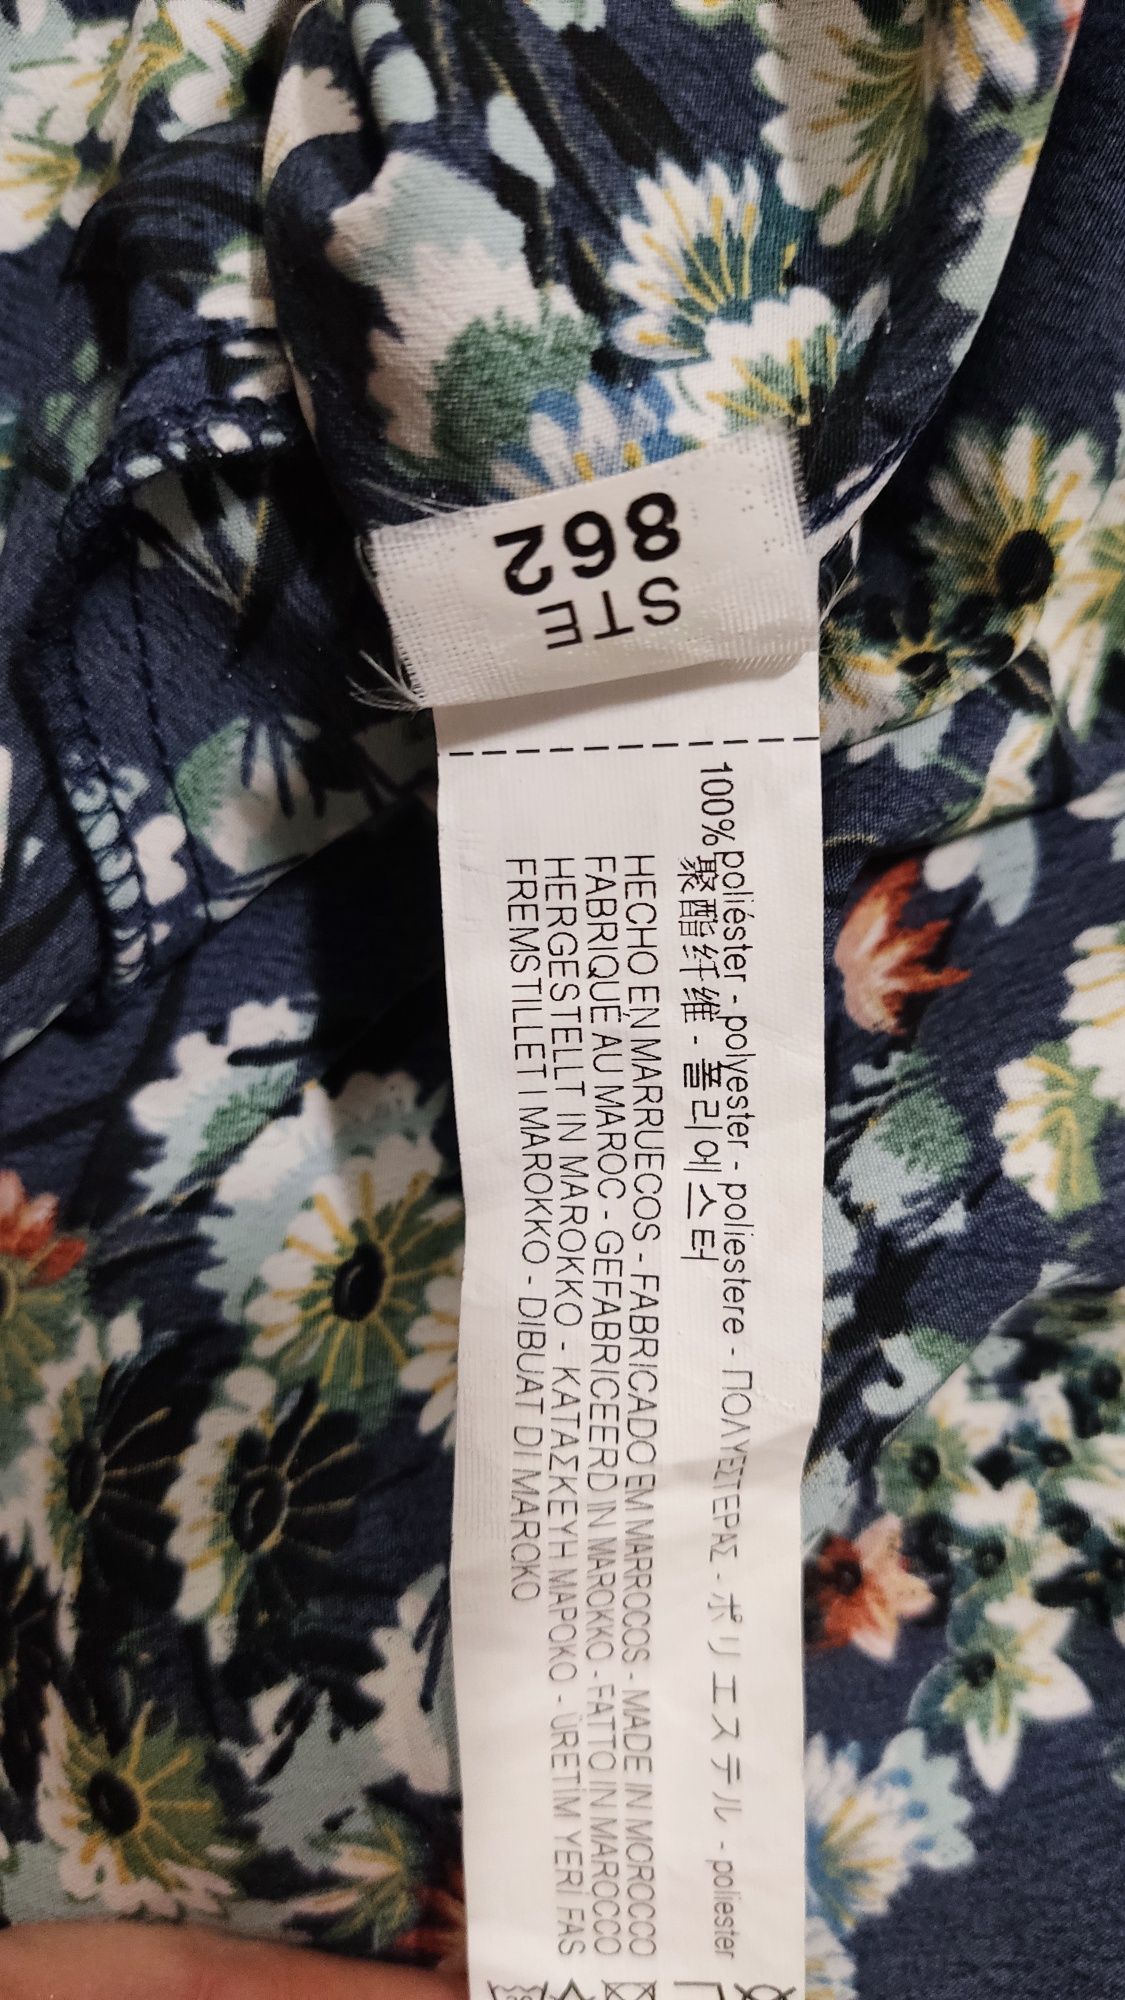 862
STE
100%poliéster - polyester - poliestere - ΠΟΛΥΕΣΤΕΡΑΣ - ポリエステル - poliester
聚酯纤维 - 폴리에스터
HECHO EN MARRUECOS - FABRICADO EM MARROCOS - MADE IN MOROCCO
FABRIQUÉ AU MAROC - GEFABRICEERD IN MAROKKO - FATTO IN MAROCCO
HERGESTELLT IN MAROKKO - ΚΑΤΑΣΚΕΥΗ ΜΑΡΟΚΟ - ÜRETİM YERİ FAS
FREMSTILLET I MAROKKO - DIBUAT DI MAROKO